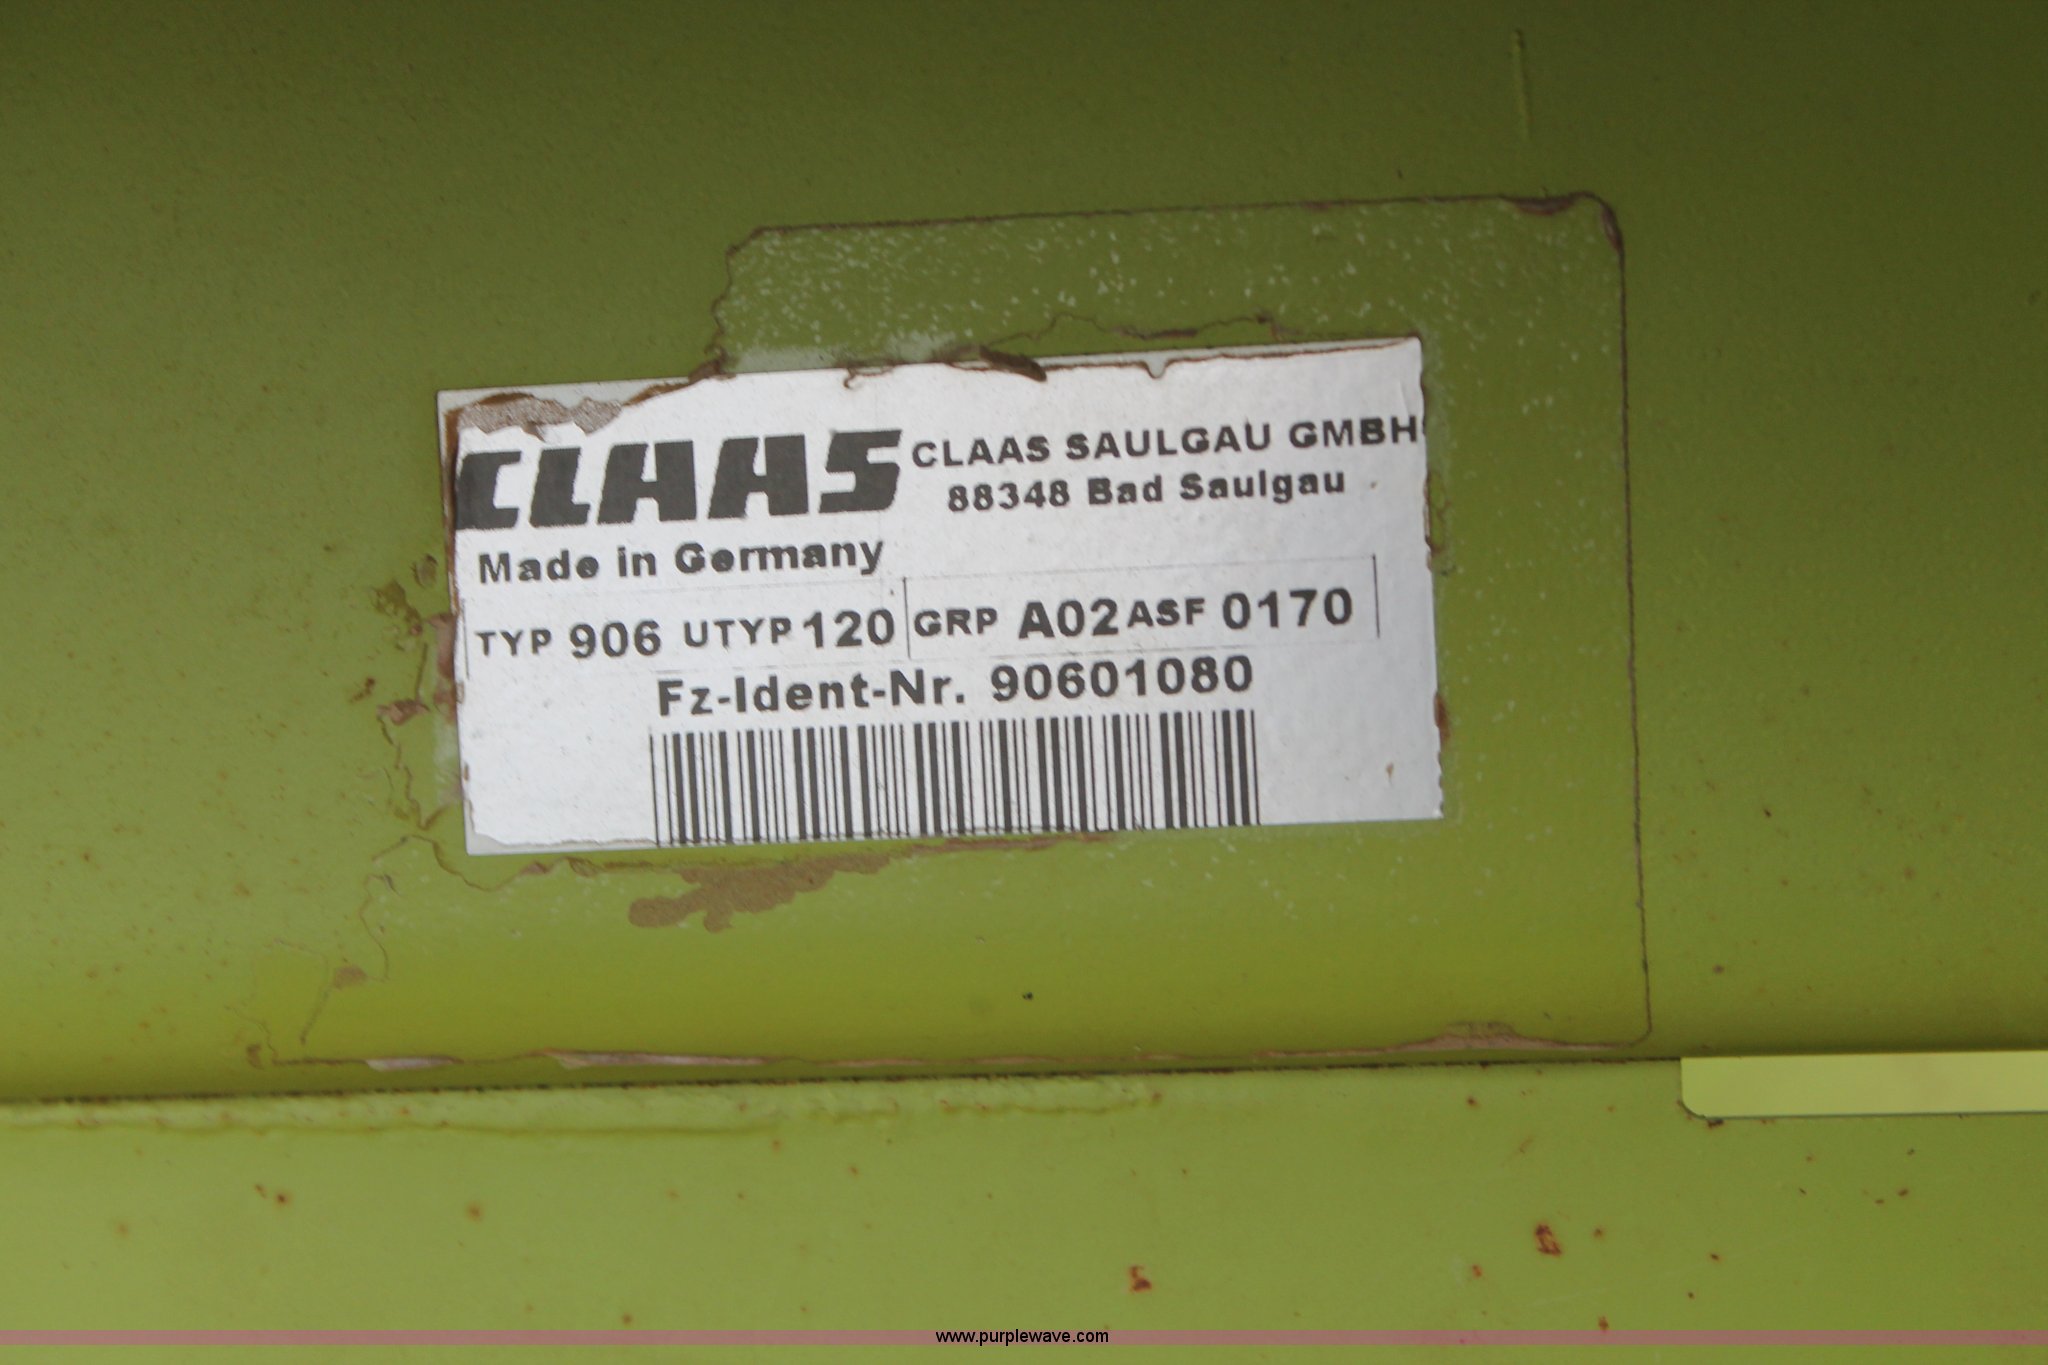 CLAAS CLAAS SAULGAU GMBH
88348 Bad Saulgau
Made in Germany
TYP 906 UTYP 120 GRP A02 ASF 0170
Fz-Ident-Nr. 90601080
www.purplewave.com